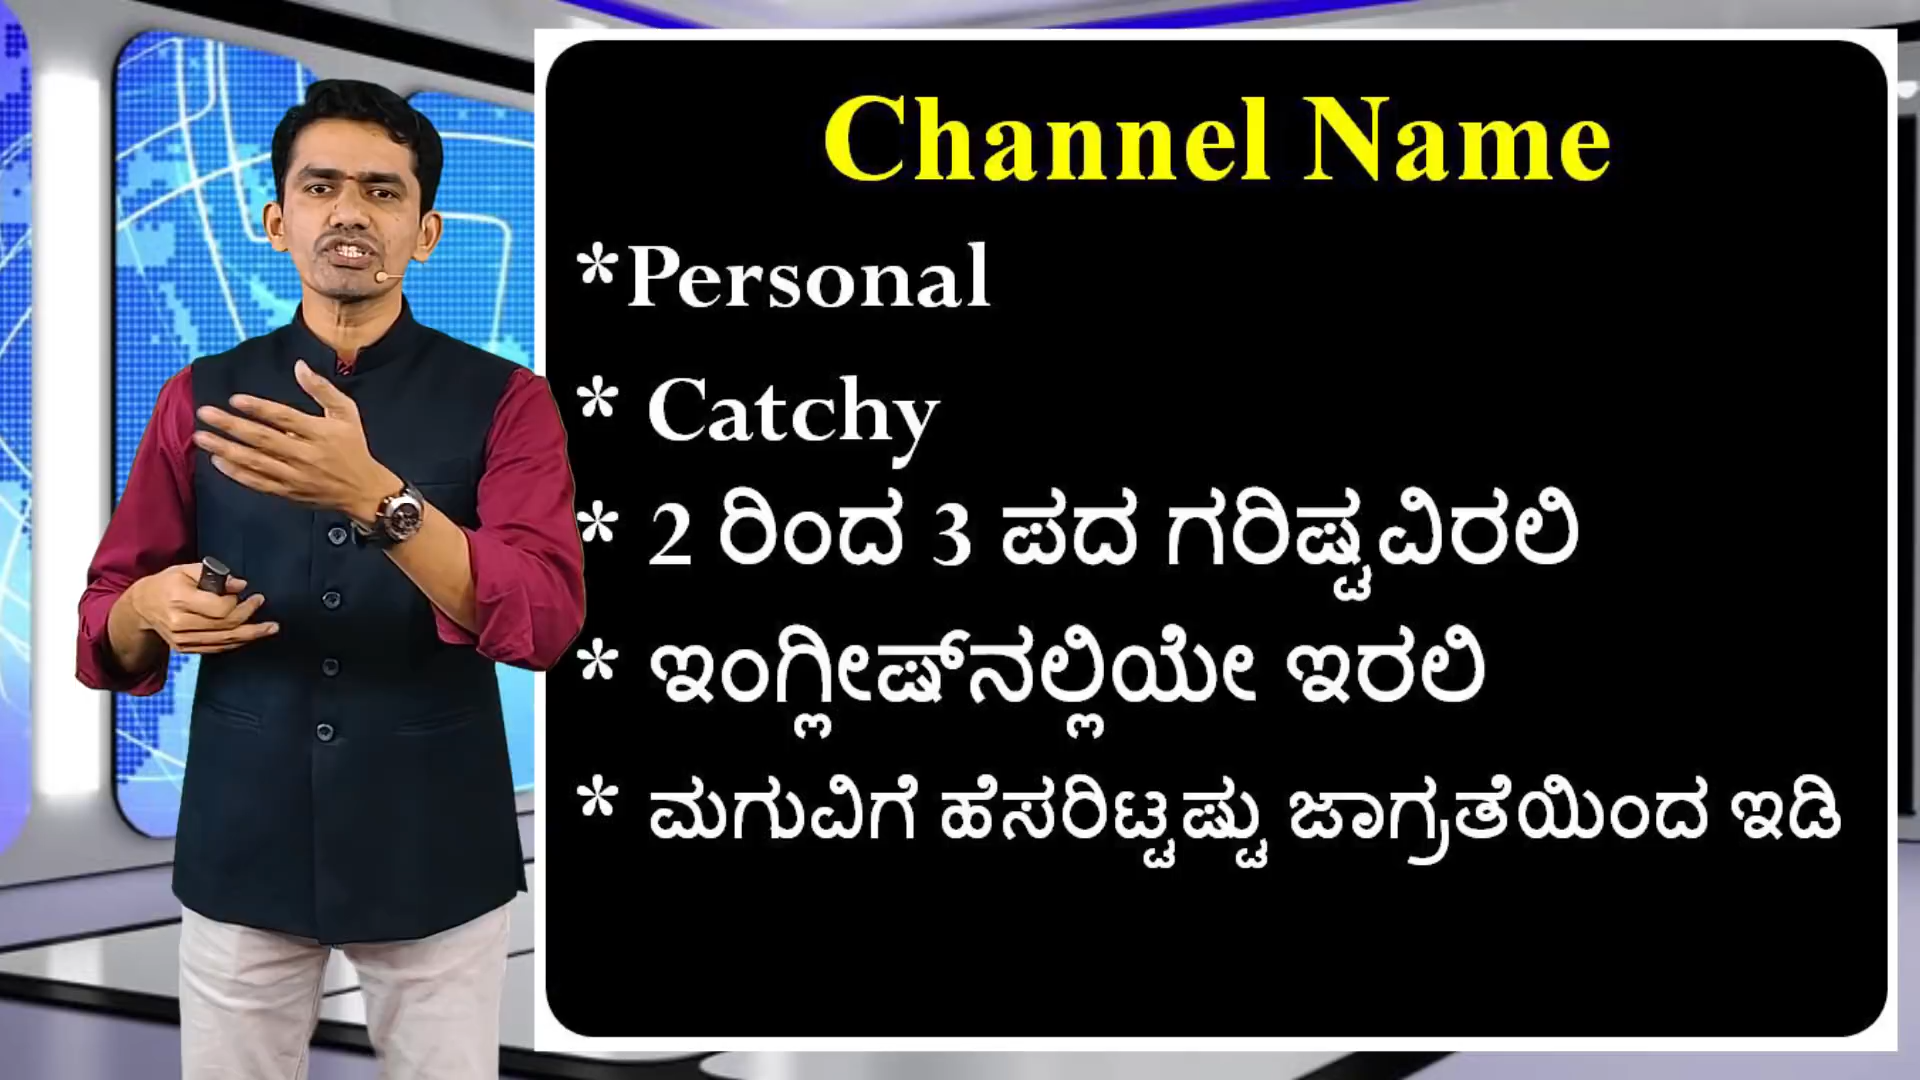 Channel Name
*Personal
* Catchy
* 2 ರಿಂದ 3 ಪದ ಗರಿಷ್ಟವಿರಲಿ
* ಇಂಗ್ಲೀಷ್‌ನಲ್ಲಿಯೇ ಇರಲಿ
* ಮಗುವಿಗೆ ಹೆಸರಿಟ್ಟಷ್ಟು ಜಾಗ್ರತೆಯಿಂದ ಇಡಿ